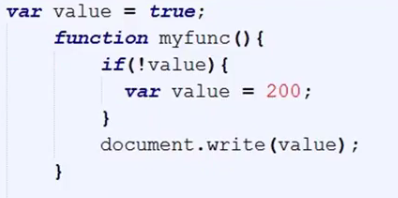 var value = true;
function myfunc(){
if(!value){
var value = 200;
}
document.write(value);
}